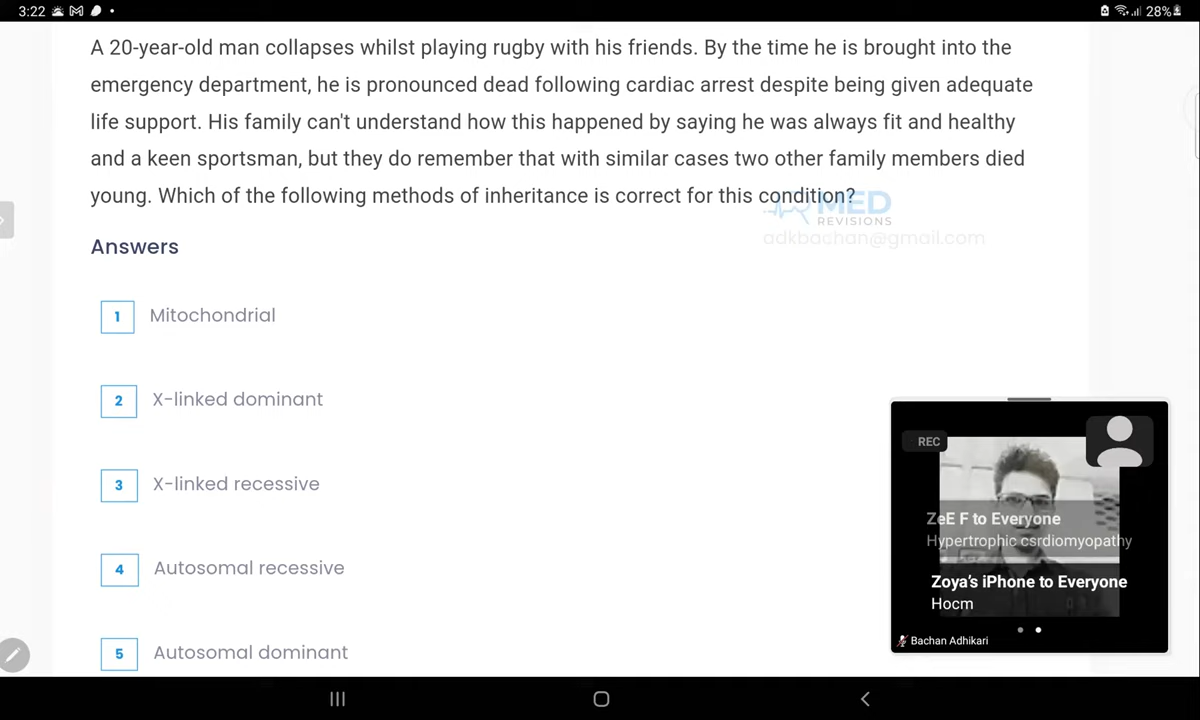 3:22
28%
A 20-year-old man collapses whilst playing rugby with his friends. By the time he is brought into the
emergency department, he is pronounced dead following cardiac arrest despite being given adequate
life support. His family can't understand how this happened by saying he was always fit and healthy
and a keen sportsman, but they do remember that with similar cases two other family members died
young. Which of the following methods of inheritance is correct for this condition?
MED
REVISIONS
adkbachan@gmail.com
Answers
1 Mitochondrial
2 X-linked dominant
3 X-linked recessive
4 Autosomal recessive
5 Autosomal dominant
REC
ZeE F to Everyone
Hypertrophic csrdiomyopathy
Zoya's iPhone to Everyone
Hocm
Bachan Adhikari